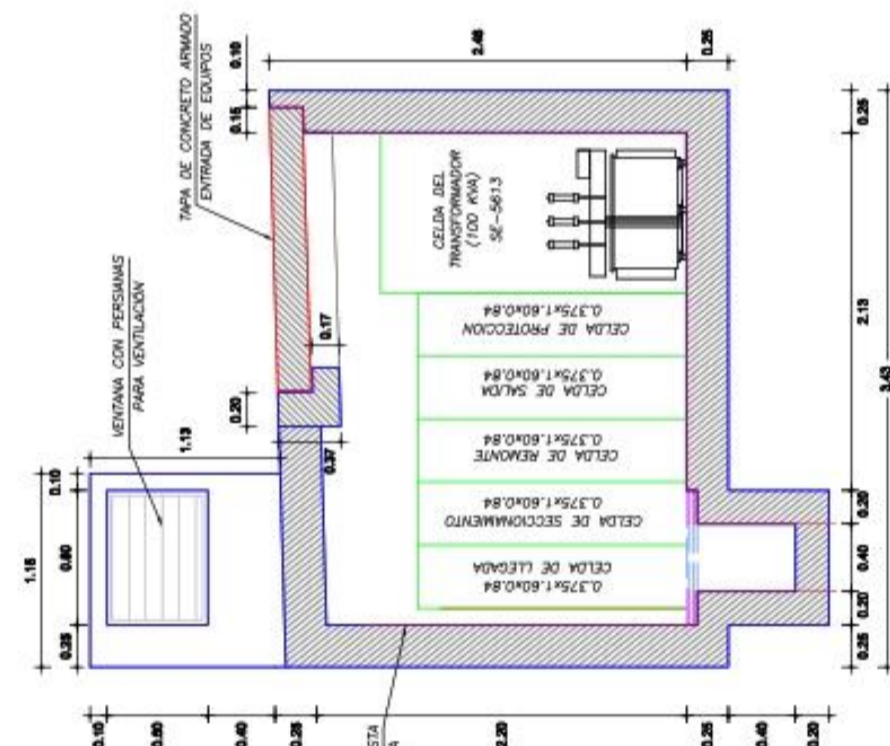 2.48
0.25
0.10
0.15
TAPA DE CONCRETO ARMADO
ENTRADA DE EQUIPOS
CELDA DEL
TRANSFORMADOR
(100 KVA)
SE-5613
VENTANA CON PERSIANAS
PARA VENTILACIÓN
0.17
0.20
0.37
1.13
CELDA DE PROTECCION
0.375x1.60x0.84
CELDA DE SALIDA
0.375x1.60x0.84
CELDA DE REMONTE
0.375x1.60x0.84
CELDA DE SECCIONAMIENTO
0.375x1.60x0.84
CELDA DE LLEGADA
0.375x1.60x0.84
0.25
2.13
3.43
0.20
0.40
0.20
0.25
0.10
0.80
1.15
0.25
0.10
0.60
0.40
0.25
STA
A
2.20
0.25
0.40
0.20